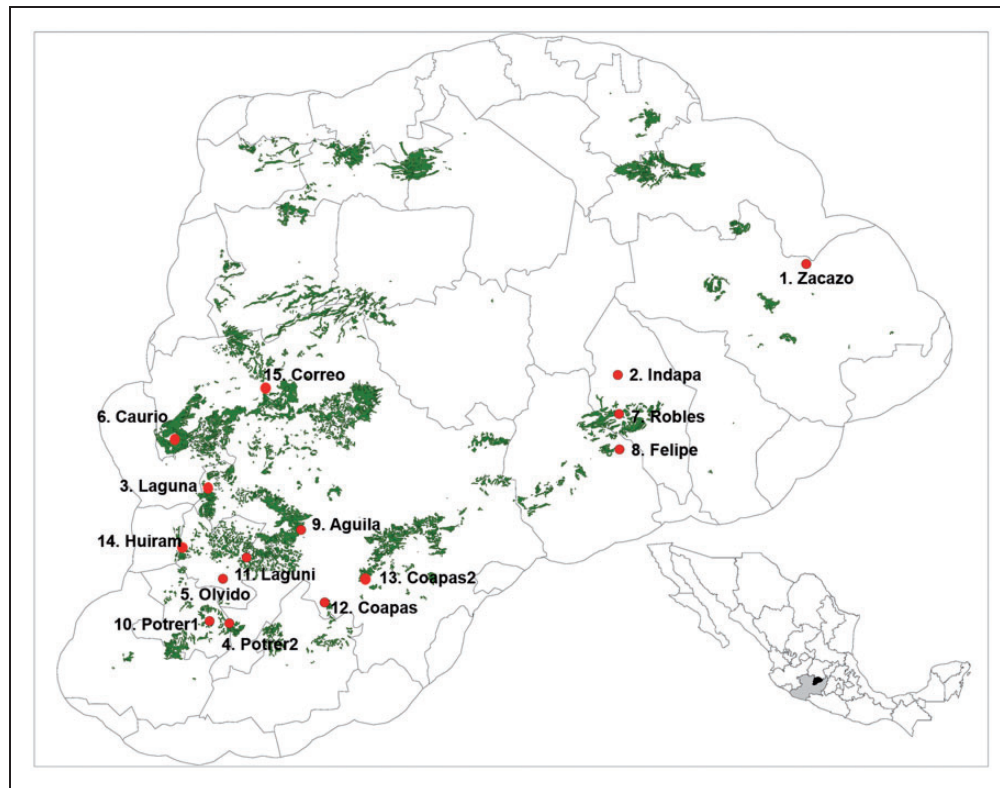 1. Zacazo
2. Indapa
15. Correo
6. Caurio
7. Robles
8. Felipe
3. Laguna
9. Aguila
14. Huiram
11. Laguni
13. Coapas2
5. Olvido
12. Coapas
10. Potrer1
4. Potrer2